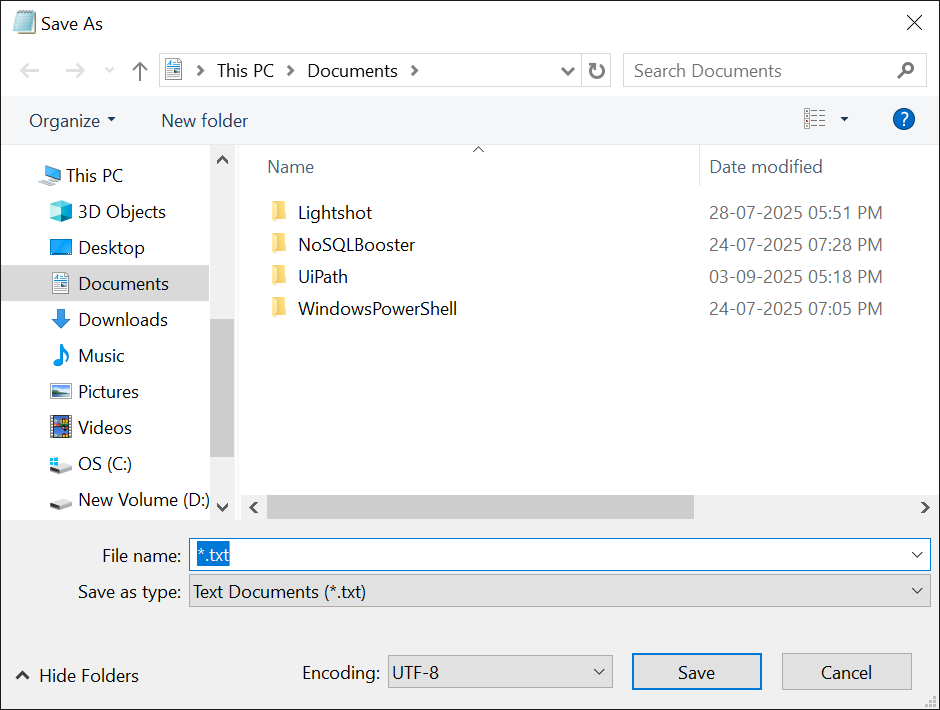 Save As
This PC Documents Search Documents
Organize New folder ?
This PC
3D Objects
Desktop
Documents
Downloads
Music
Pictures
Videos
OS (C:)
New Volume (D:)
Name Date modified
Lightshot 28-07-2025 05:51 PM
NoSQLBooster 24-07-2025 07:28 PM
UiPath 03-09-2025 05:18 PM
WindowsPowerShell 24-07-2025 07:05 PM
File name: *.txt
Save as type: Text Documents (*.txt)
Hide Folders Encoding: UTF-8 Save Cancel